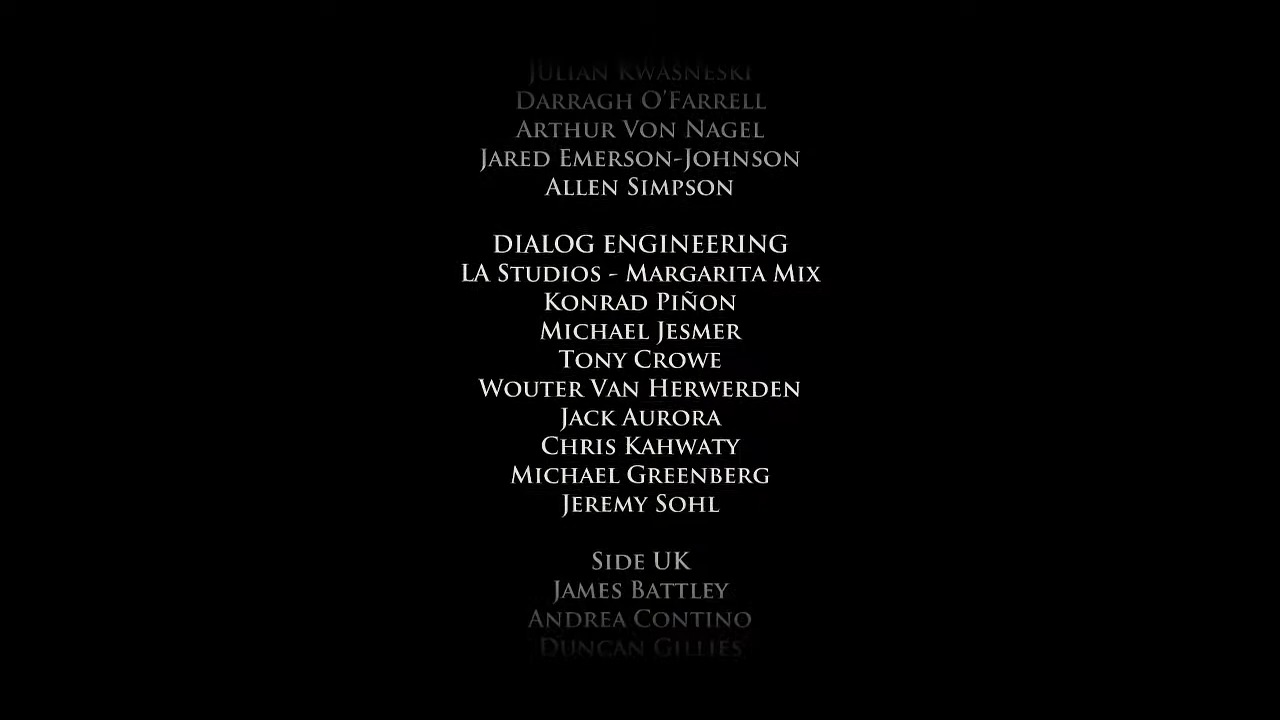 Julian Kwasneski
Darragh O'Farrell
Arthur Von Nagel
Jared Emerson-Johnson
Allen Simpson
DIALOG ENGINEERING
LA Studios - Margarita Mix
Konrad Piñon
Michael Jesmer
Tony Crowe
Wouter Van Herwerden
Jack Aurora
Chris Kahwaty
Michael Greenberg
Jeremy Sohl
Side UK
James Battley
Andrea Contino
Duncan Gillies